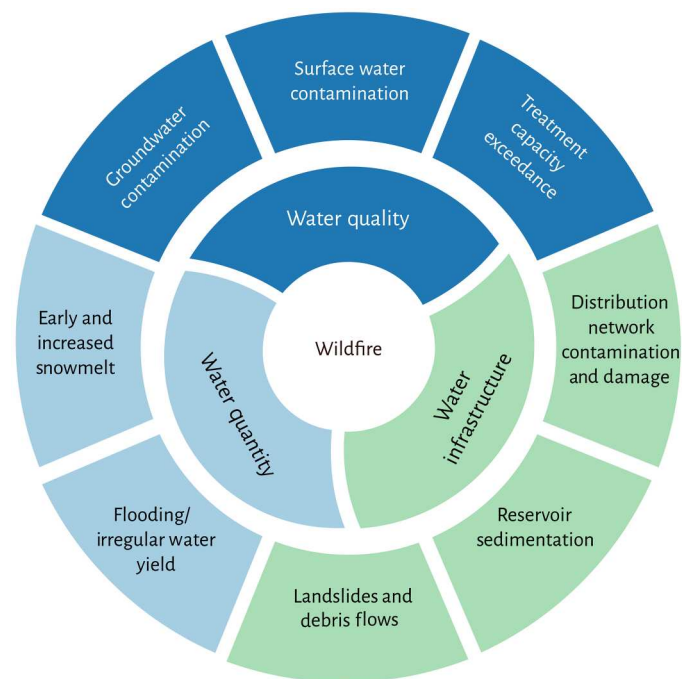 Surface water
contamination
Treatment
capacity
exceedance
Groundwater
contamination
Water quality
Early and
increased
snowmelt
Wildfire
Distribution
network
contamination
and damage
Water quantity
Water
infrastructure
Flooding/
irregular water
yield
Reservoir
sedimentation
Landslides and
debris flows